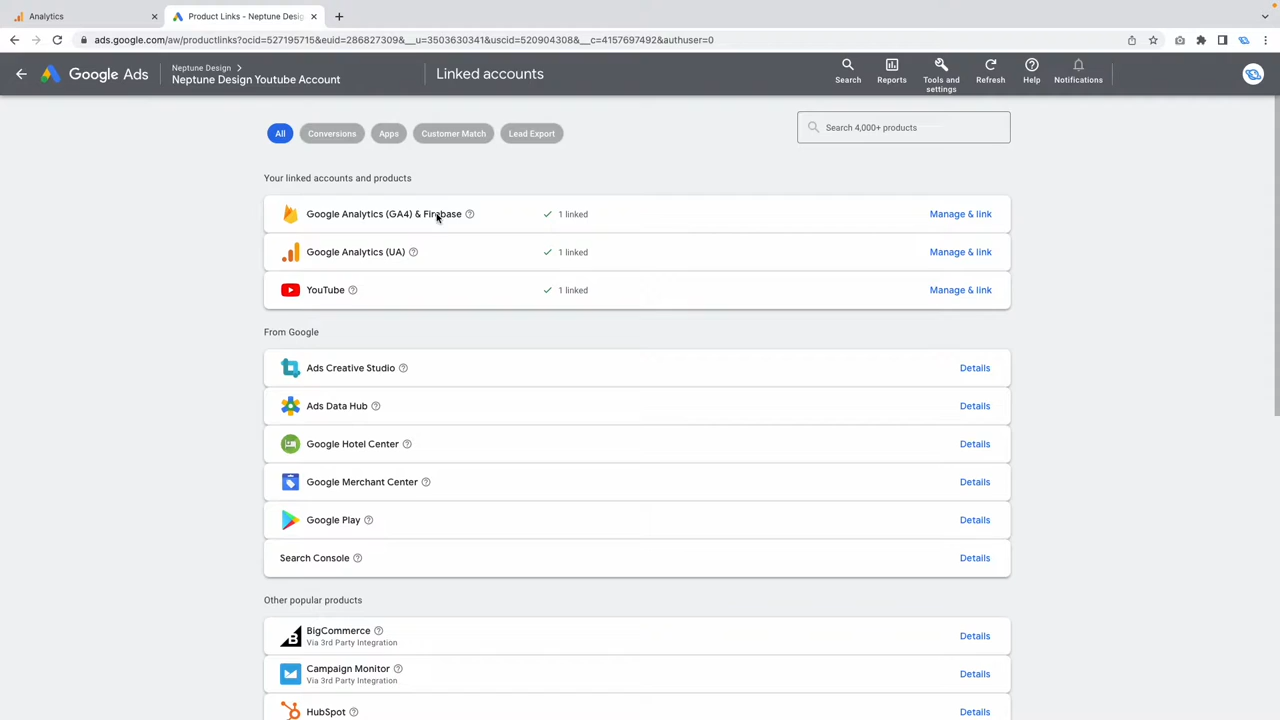 Analytics
Product Links - Neptune Desig
ads.google.com/aw/productlinks?ocid=527195715&euid=286827309&__u=3503630341&uscid=520904308&__c=4157697492&authuser=0
Google Ads
Neptune Design
Neptune Design Youtube Account
Linked accounts
Search
Reports
Tools and settings
Refresh
Help
Notifications
All
Conversions
Apps
Customer Match
Lead Export
Search 4,000+ products
Your linked accounts and products
Google Analytics (GA4) & Firebase
1 linked
Manage & link
Google Analytics (UA)
1 linked
Manage & link
YouTube
1 linked
Manage & link
From Google
Ads Creative Studio
Details
Ads Data Hub
Details
Google Hotel Center
Details
Google Merchant Center
Details
Google Play
Details
Search Console
Details
Other popular products
BigCommerce
Via 3rd Party Integration
Details
Campaign Monitor
Via 3rd Party Integration
Details
HubSpot
Details